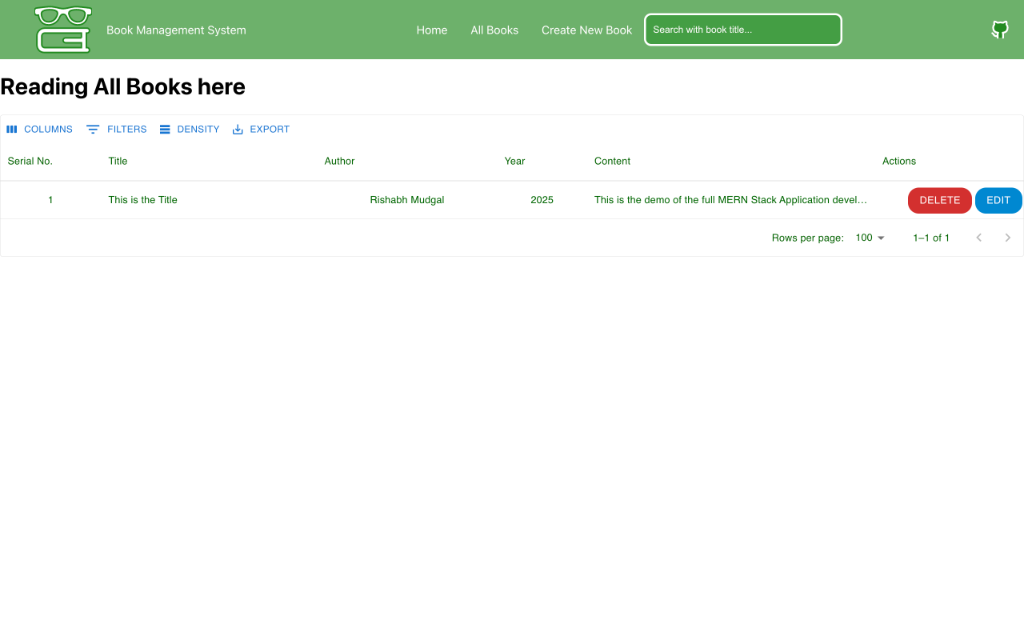 Book Management System Home All Books Create New Book Search with book title...
Reading All Books here
COLUMNS FILTERS DENSITY EXPORT
Serial No. Title Author Year Content Actions
1 This is the Title Rishabh Mudgal 2025 This is the demo of the full MERN Stack Application devel... DELETE EDIT
Rows per page: 100 1–1 of 1